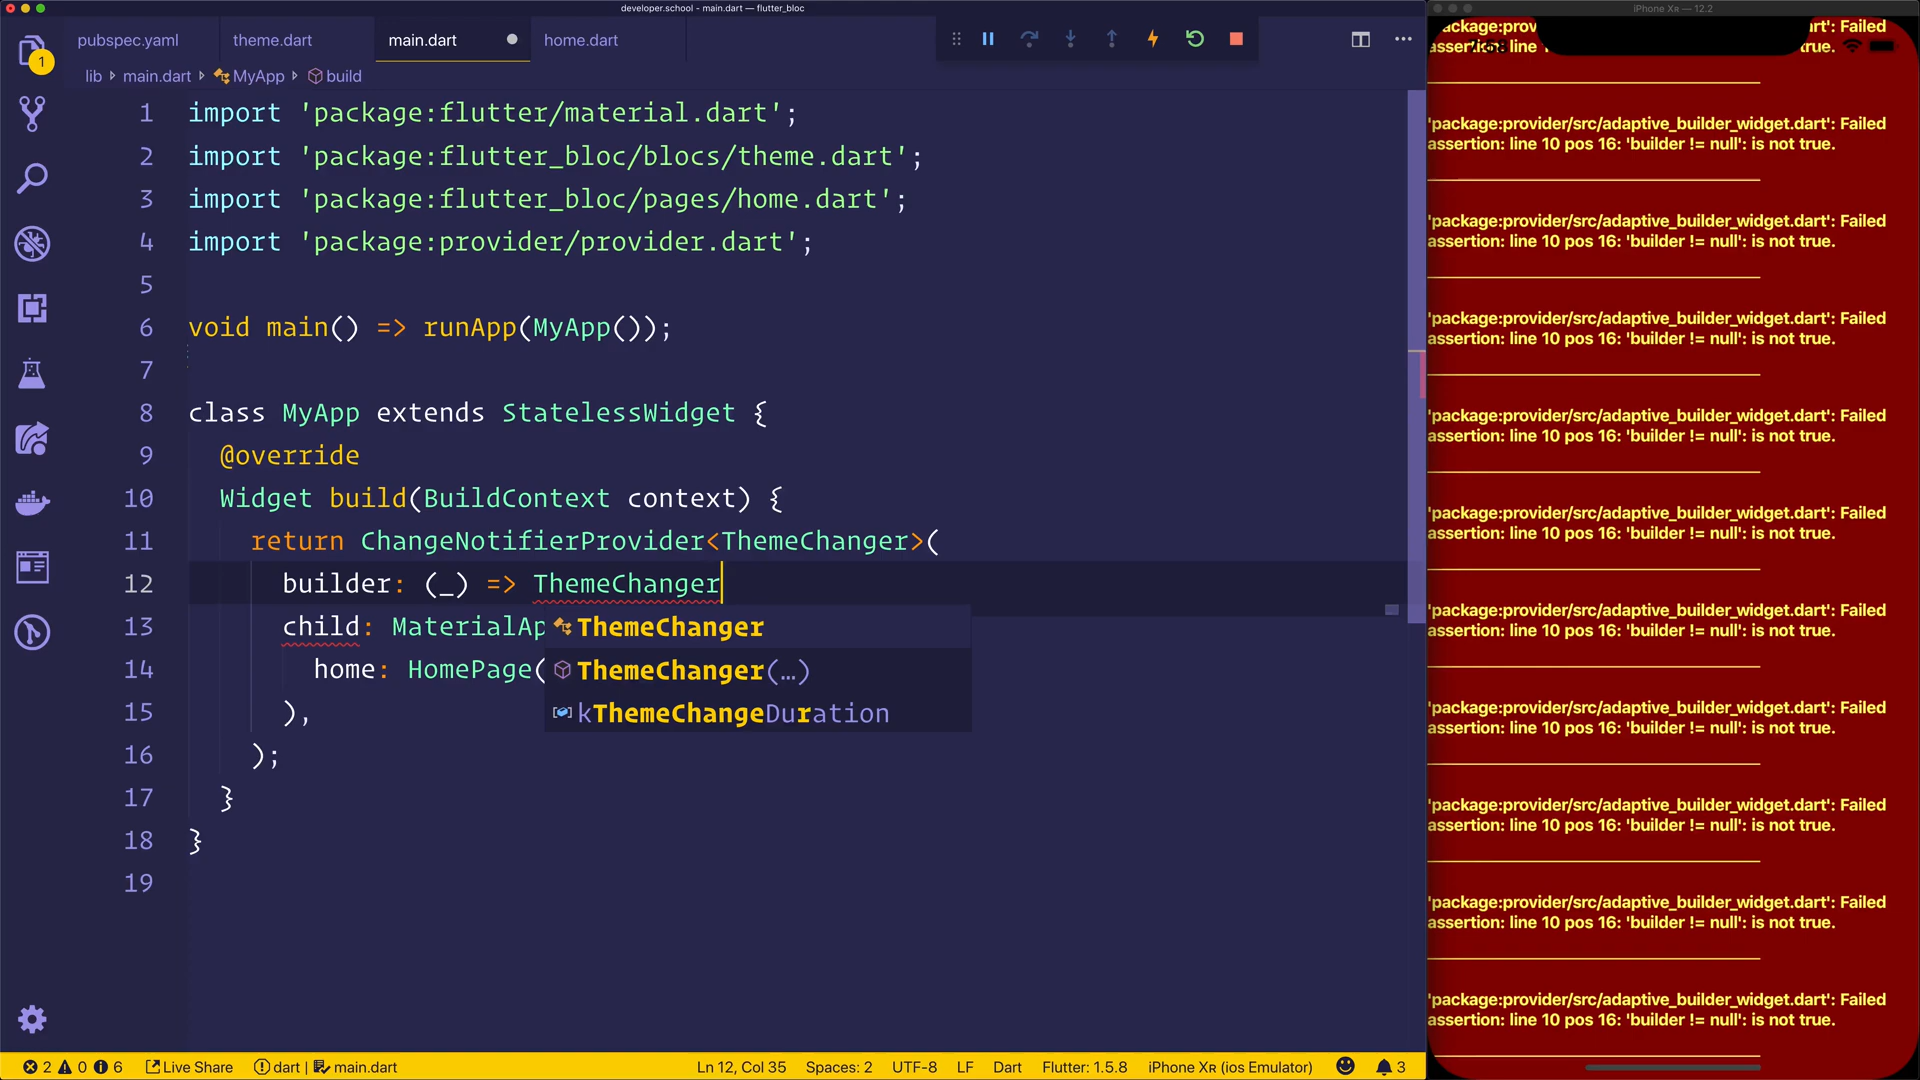 developer.school - main.dart — flutter_bloc
pubspec.yaml
theme.dart
main.dart
home.dart
lib
main.dart
MyApp
build
1
1 import 'package:flutter/material.dart';
2 import 'package:flutter_bloc/blocs/theme.dart';
3 import 'package:flutter_bloc/pages/home.dart';
4 import 'package:provider/provider.dart';
5
6 void main() => runApp(MyApp());
7
8 class MyApp extends StatelessWidget {
9 @override
10 Widget build(BuildContext context) {
11 return ChangeNotifierProvider<ThemeChanger>(
12 builder: (_) => ThemeChanger
13 child: MaterialAp
14 home: HomePage(
15 ),
16 );
17 }
18 }
19
ThemeChanger
ThemeChanger(…)
kThemeChangeDuration
2 0 6
Live Share
dart
main.dart
Ln 12, Col 35
Spaces: 2
UTF-8
LF
Dart
Flutter: 1.5.8
iPhone Xʀ (ios Emulator)
3
iPhone Xʀ — 12.2
'package:prov
Failed
assertion: line
true.
'package:provider/src/adaptive_builder_widget.dart': Failed
assertion: line 10 pos 16: 'builder != null': is not true.
'package:provider/src/adaptive_builder_widget.dart': Failed
assertion: line 10 pos 16: 'builder != null': is not true.
'package:provider/src/adaptive_builder_widget.dart': Failed
assertion: line 10 pos 16: 'builder != null': is not true.
'package:provider/src/adaptive_builder_widget.dart': Failed
assertion: line 10 pos 16: 'builder != null': is not true.
'package:provider/src/adaptive_builder_widget.dart': Failed
assertion: line 10 pos 16: 'builder != null': is not true.
'package:provider/src/adaptive_builder_widget.dart': Failed
assertion: line 10 pos 16: 'builder != null': is not true.
'package:provider/src/adaptive_builder_widget.dart': Failed
assertion: line 10 pos 16: 'builder != null': is not true.
'package:provider/src/adaptive_builder_widget.dart': Failed
assertion: line 10 pos 16: 'builder != null': is not true.
'package:provider/src/adaptive_builder_widget.dart': Failed
assertion: line 10 pos 16: 'builder != null': is not true.
'package:provider/src/adaptive_builder_widget.dart': Failed
assertion: line 10 pos 16: 'builder != null': is not true.